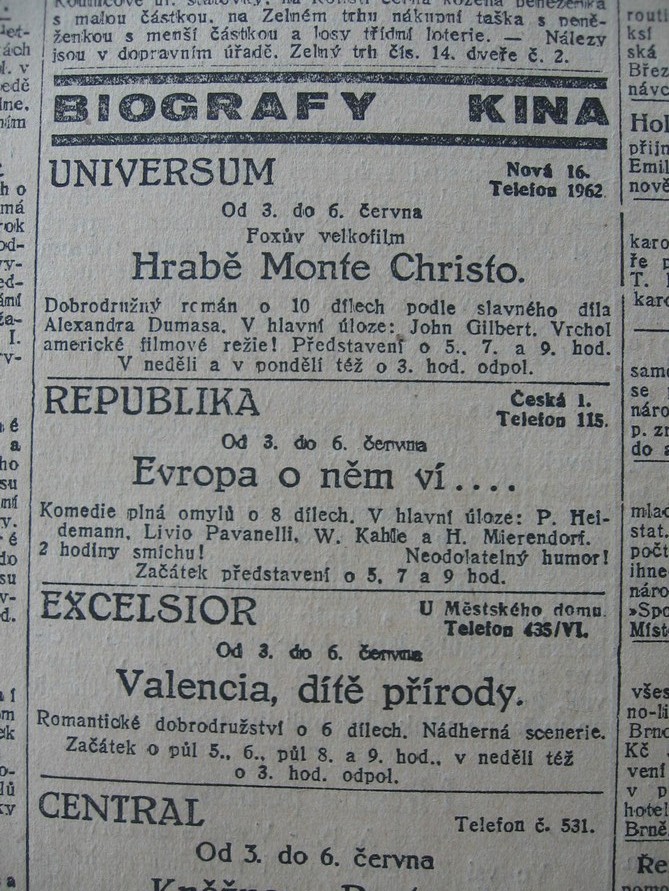 s malou částkou, na Zelném trhu nákupní taška s peně-
ženkou s menší částkou a losy třídní loterie. — Nálezy
jsou v dopravním úřadě. Zelný trh čís. 14. dveře č. 2.
BIOGRAFY KINA
UNIVERSUM
Nová 16.
Telefon 1962
Od 3. do 6. června
Foxův velkofilm
Hrabě Monte Christo.
Dobrodružný román o 10 dílech podle slavného díla
Alexandra Dumasa. V hlavní úloze: John Gilbert. Vrchol
americké filmové režie! Představení o 5., 7. a 9. hod.
V neděli a v pondělí též o 3. hod. odpol.
REPUBLIKA
Česká 1.
Telefon 115.
Od 3. do 6. června
Evropa o něm ví....
Komedie plná omylů o 8 dílech. V hlavní úloze: P. Hei-
demann, Livio Pavanelli, W. Kahle a H. Mierendorf.
2 hodiny smíchu! Neodolatelný humor!
Začátek představení o 5, 7 a 9 hod.
EXCELSIOR
U Městského domu
Telefon 435/VI.
Od 3. do 6. června
Valencia, dítě přírody.
Romantické dobrodružství o 6 dílech. Nádherná scenerie.
Začátek o půl 5., 6., půl 8. a 9. hod., v neděli též
o 3. hod. odpol.
CENTRAL
Telefon č. 531.
Od 3. do 6. června